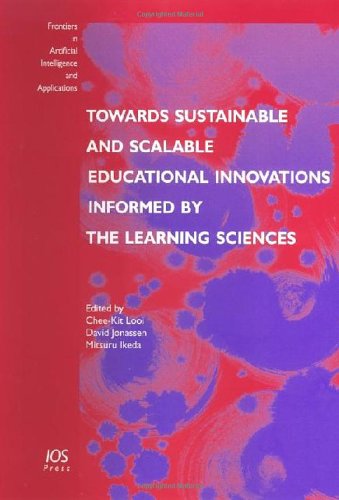 Frontiers
in
Artificial
Intelligence
and
Applications
TOWARDS SUSTAINABLE
AND SCALABLE
EDUCATIONAL INNOVATIONS
INFORMED BY
THE LEARNING SCIENCES
Edited by
Chee-Kit Looi
David Jonassen
Mitsuru Ikeda
IOS
Press